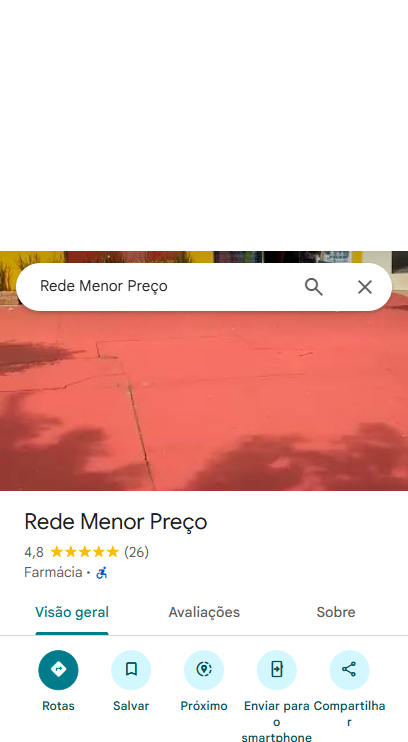 Rede Menor Preço
Rede Menor Preço
4,8 (26)
Farmácia ·
Visão geral Avaliações Sobre
Rotas Salvar Próximo Enviar para o smartphone Compartilhar